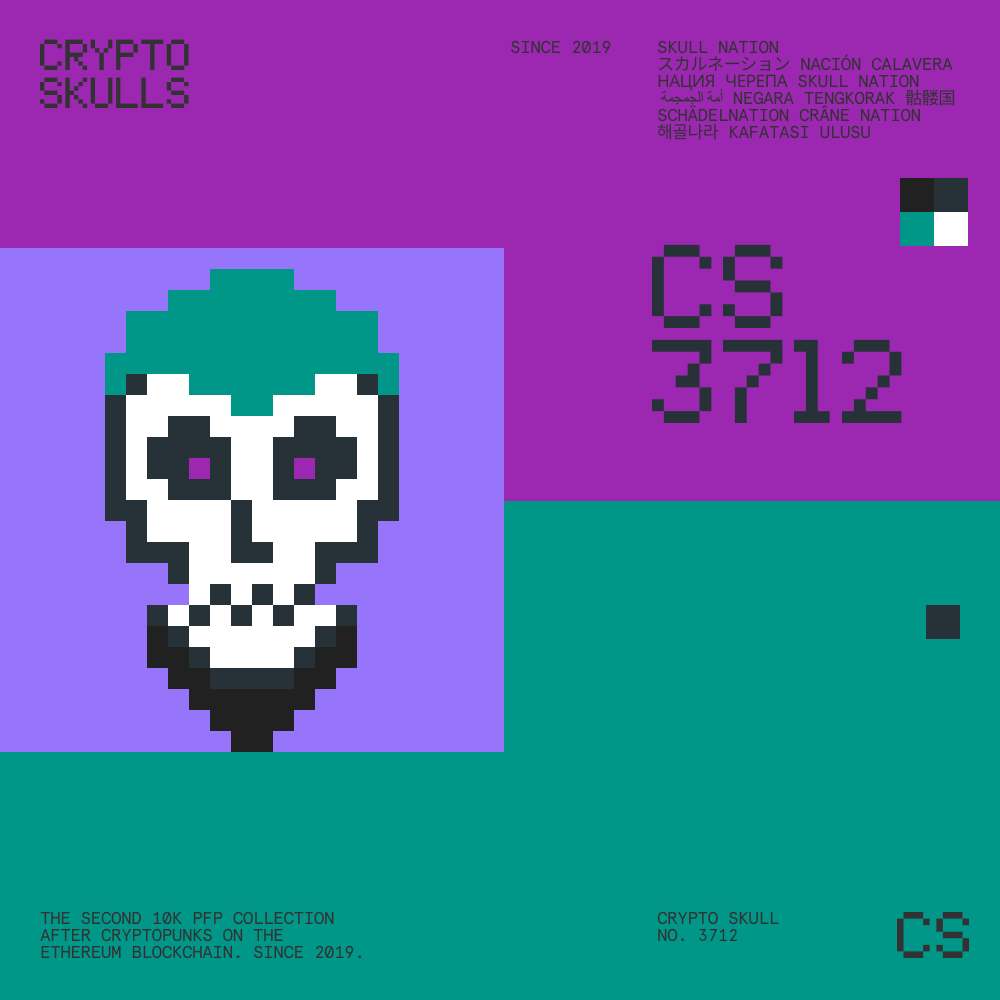 CRYPTO
SKULLS
SINCE 2019
SKULL NATION
スカルネーション NACIÓN CALAVERA
НАЦИЯ ЧЕРЕПА SKULL NATION
أمة الجمجمة NEGARA TENGKORAK 骷髅国
SCHÄDELNATION CRÂNE NATION
해골나라 KAFATASI ULUSU
CS
3712
THE SECOND 10K PFP COLLECTION
AFTER CRYPTOPUNKS ON THE
ETHEREUM BLOCKCHAIN. SINCE 2019.
CRYPTO SKULL
NO. 3712
CS